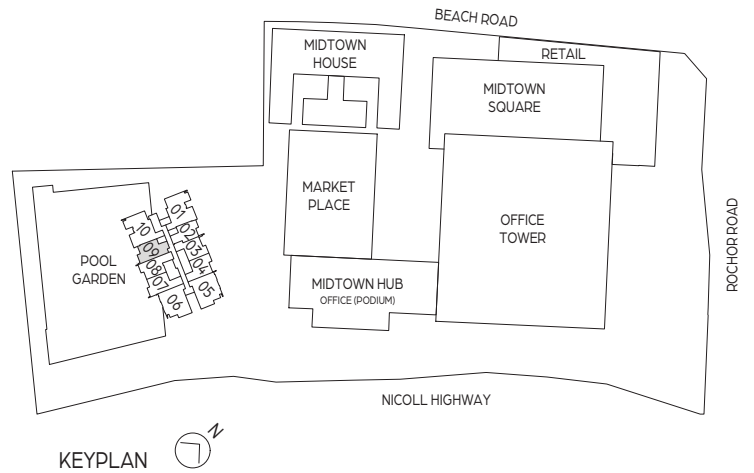 BEACH ROAD
MIDTOWN
HOUSE
RETAIL
MIDTOWN
SQUARE
MARKET
PLACE
OFFICE
TOWER
ROCHOR ROAD
01
02
03
04
05
10
09
08
07
06
POOL
GARDEN
MIDTOWN HUB
OFFICE (PODIUM)
NICOLL HIGHWAY
KEYPLAN
N